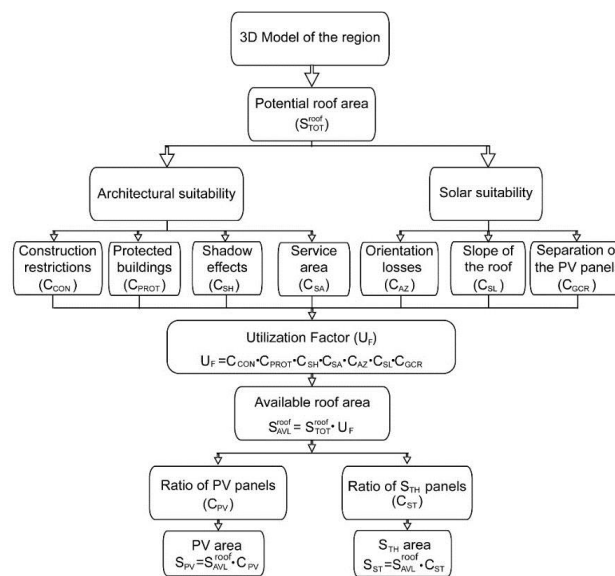 3D Model of the region
Potential roof area
(S_TOT^roof)
Architectural suitability
Solar suitability
Construction
restrictions
(C_CON)
Protected
buildings
(C_PROT)
Shadow
effects
(C_SH)
Service
area
(C_SA)
Orientation
losses
(C_AZ)
Slope of
the roof
(C_SL)
Separation of
the PV panel
(C_GCR)
Utilization Factor (U_F)
U_F =C_CON•C_PROT•C_SH•C_SA•C_AZ•C_SL•C_GCR
Available roof area
S_AVL^roof= S_TOT^roof• U_F
Ratio of PV panels
(C_PV)
Ratio of S_TH panels
(C_ST)
PV area
S_PV=S_AVL^roof•C_PV
S_TH area
S_ST=S_AVL^roof•C_ST